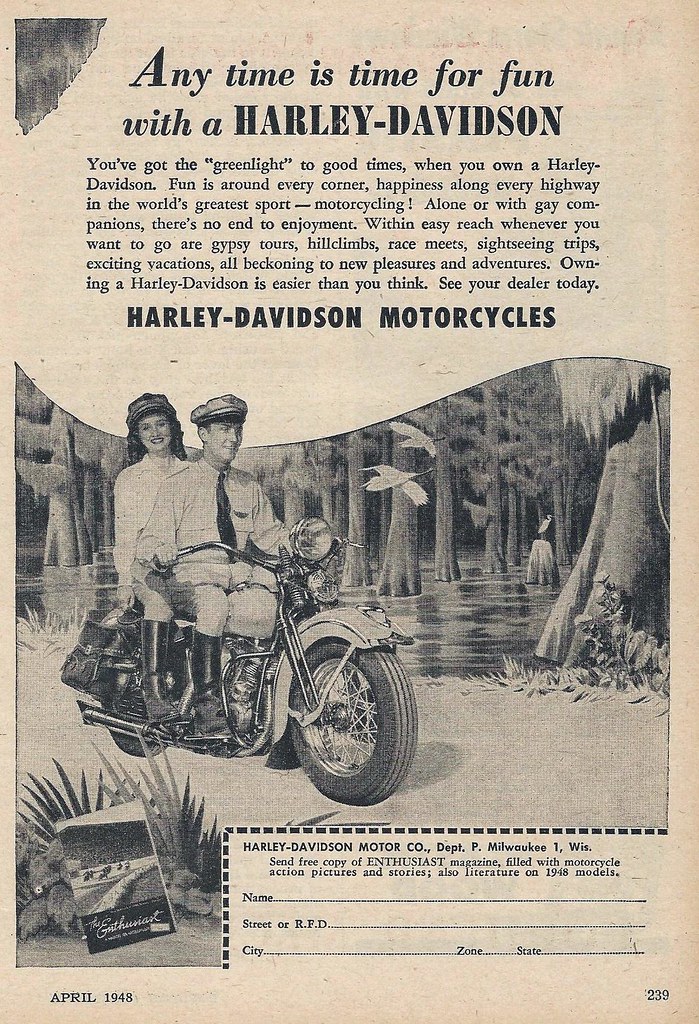 Any time is time for fun
with a HARLEY-DAVIDSON
You've got the "greenlight" to good times, when you own a Harley-
Davidson. Fun is around every corner, happiness along every highway
in the world's greatest sport — motorcycling! Alone or with gay com-
panions, there's no end to enjoyment. Within easy reach whenever you
want to go are gypsy tours, hillclimbs, race meets, sightseeing trips,
exciting vacations, all beckoning to new pleasures and adventures. Own-
ing a Harley-Davidson is easier than you think. See your dealer today.
HARLEY-DAVIDSON MOTORCYCLES
The Enthusiast
HARLEY-DAVIDSON MOTOR CO., Dept. P. Milwaukee 1, Wis.
Send free copy of ENTHUSIAST magazine, filled with motorcycle
action pictures and stories; also literature on 1948 models.
Name
Street or R.F.D.
City Zone State
APRIL 1948 239